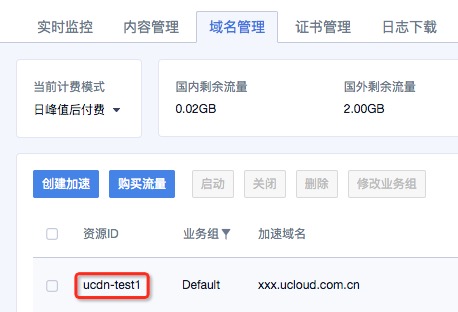 实时监控 内容管理 域名管理 证书管理 日志下载
当前计费模式 国内剩余流量 国外剩余流量
日峰值后付费 0.02GB 2.00GB
创建加速 购买流量 启动 关闭 删除 修改业务组
资源ID 业务组 加速域名
ucdn-test1 Default xxx.ucloud.com.cn